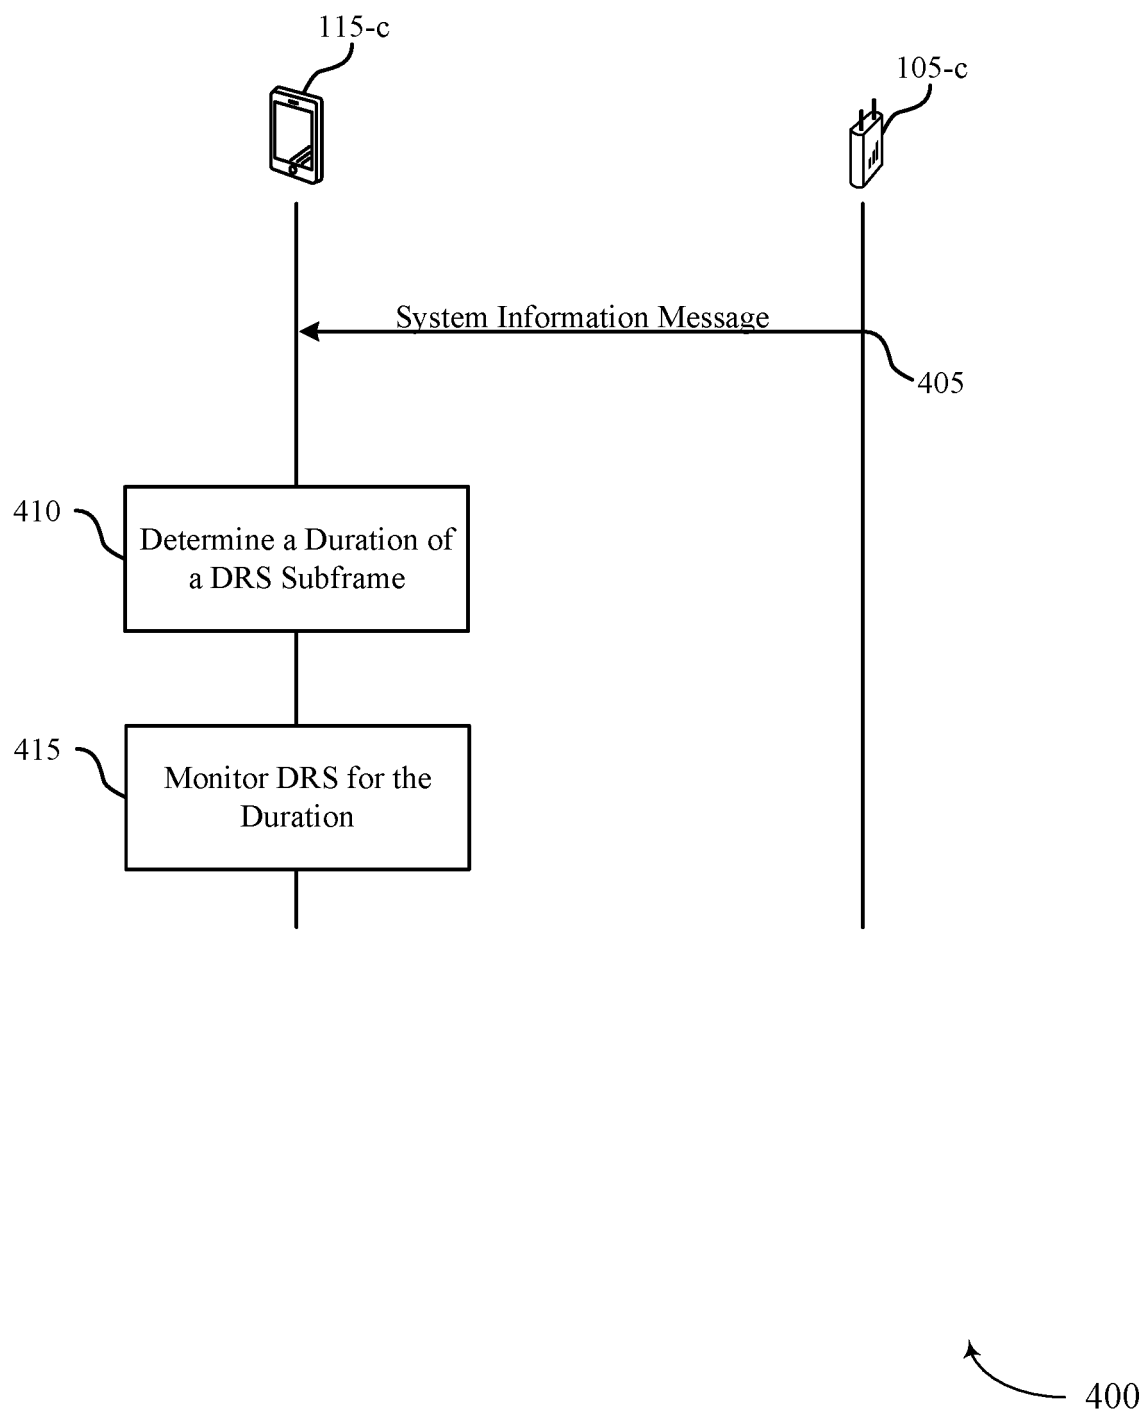 115-c
105-c
System Information Message
405
410
Determine a Duration of
a DRS Subframe
415
Monitor DRS for the
Duration
400